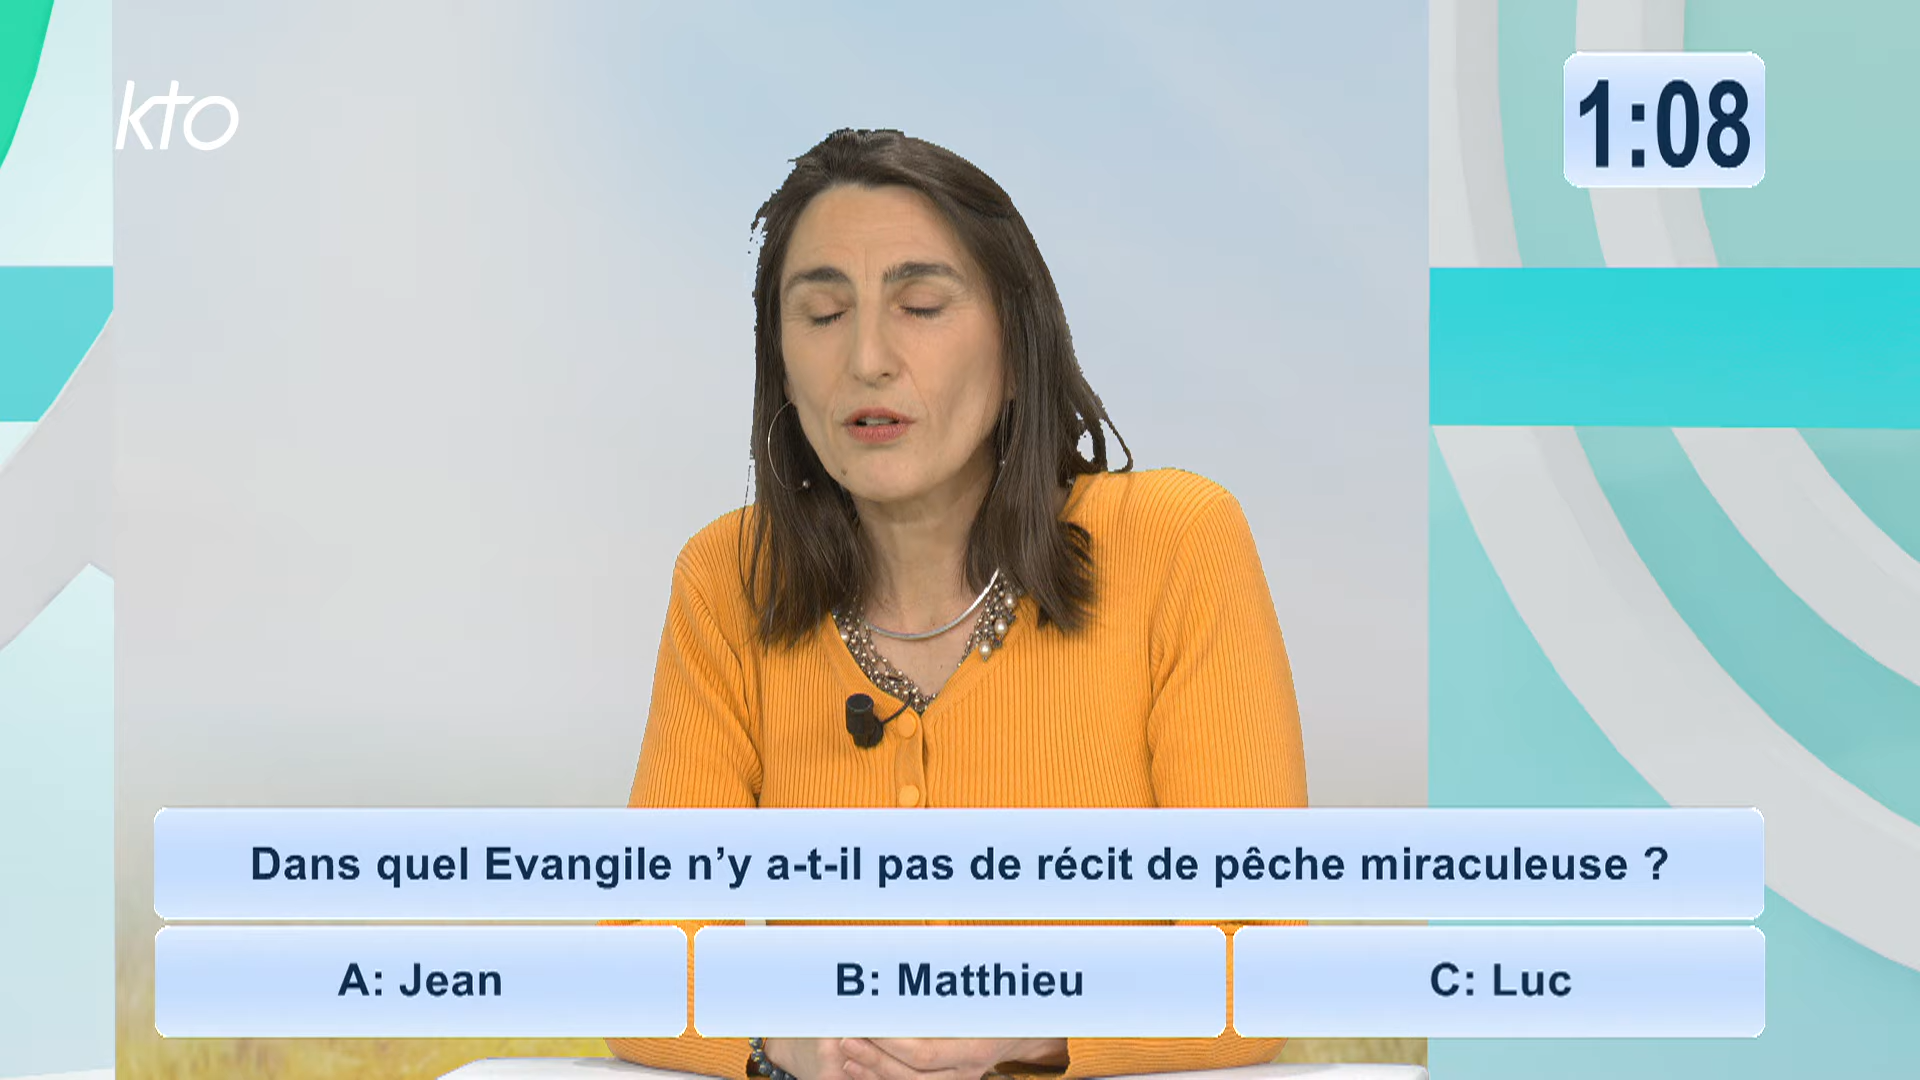 kto
1:08
Dans quel Evangile n’y a-t-il pas de récit de pêche miraculeuse ?
A: Jean
B: Matthieu
C: Luc